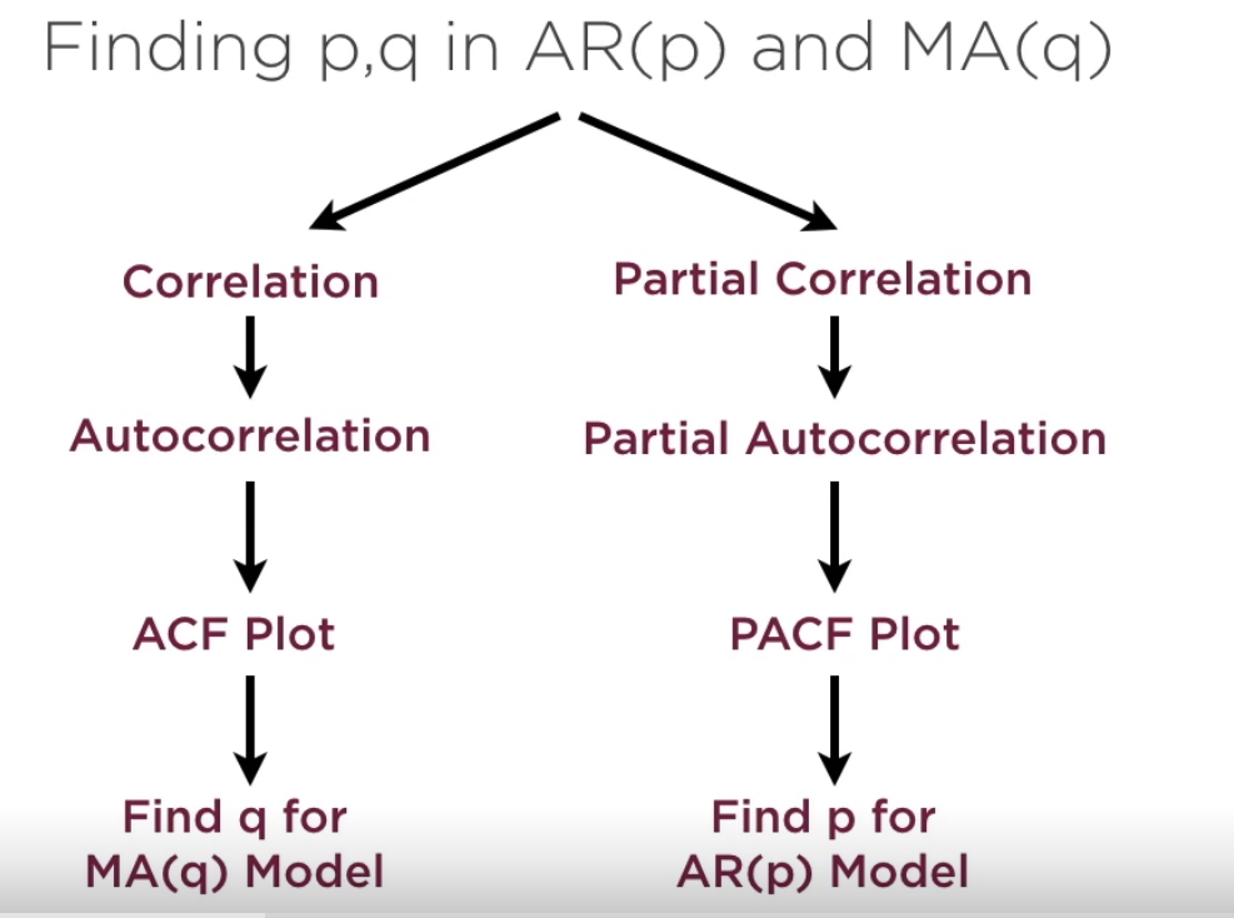 Finding p,q in AR(p) and MA(q)
Correlation
Partial Correlation
Autocorrelation
Partial Autocorrelation
ACF Plot
PACF Plot
Find q for
MA(q) Model
Find p for
AR(p) Model